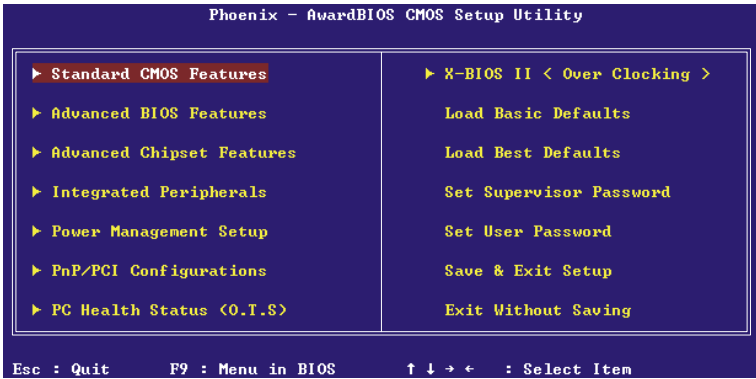 Phoenix - AwardBIOS CMOS Setup Utility
▶ Standard CMOS Features
▶ Advanced BIOS Features
▶ Advanced Chipset Features
▶ Integrated Peripherals
▶ Power Management Setup
▶ PnP/PCI Configurations
▶ PC Health Status (O.T.S)
▶ X-BIOS II < Over Clocking >
Load Basic Defaults
Load Best Defaults
Set Supervisor Password
Set User Password
Save & Exit Setup
Exit Without Saving
Esc : Quit F9 : Menu in BIOS ↑ ↓ → ← : Select Item